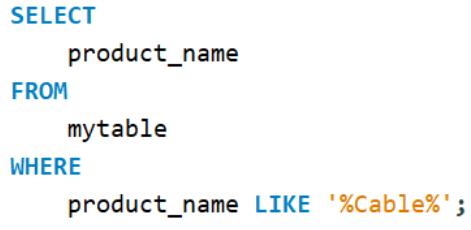 SELECT
    product_name
FROM
    mytable
WHERE
    product_name LIKE '%Cable%';